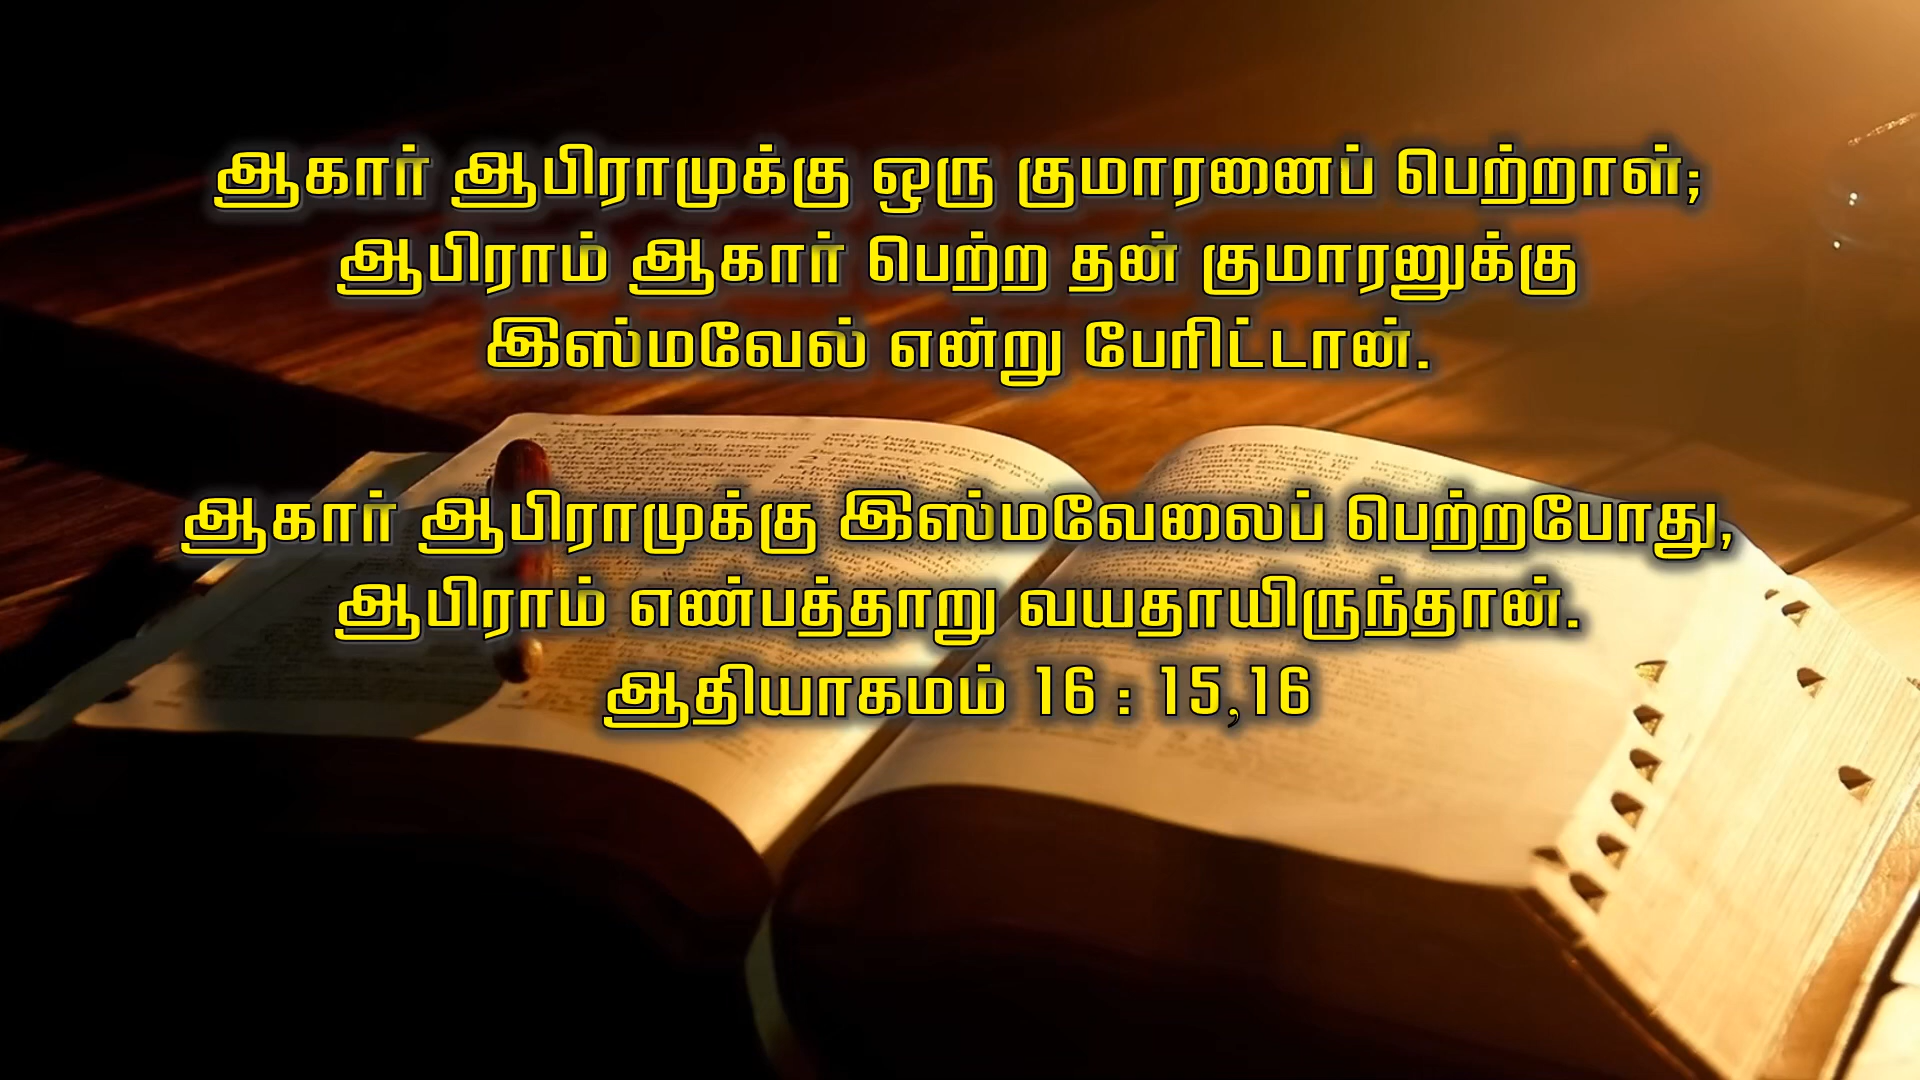 ஆகார் ஆபிராமுக்கு ஒரு குமாரனைப் பெற்றாள்;
ஆபிராம் ஆகார் பெற்ற தன் குமாரனுக்கு
இஸ்மவேல் என்று பேரிட்டான்.
ஆகார் ஆபிராமுக்கு இஸ்மவேலைப் பெற்றபோது,
ஆபிராம் எண்பத்தாறு வயதாயிருந்தான்.
ஆதியாகமம் 16 : 15,16